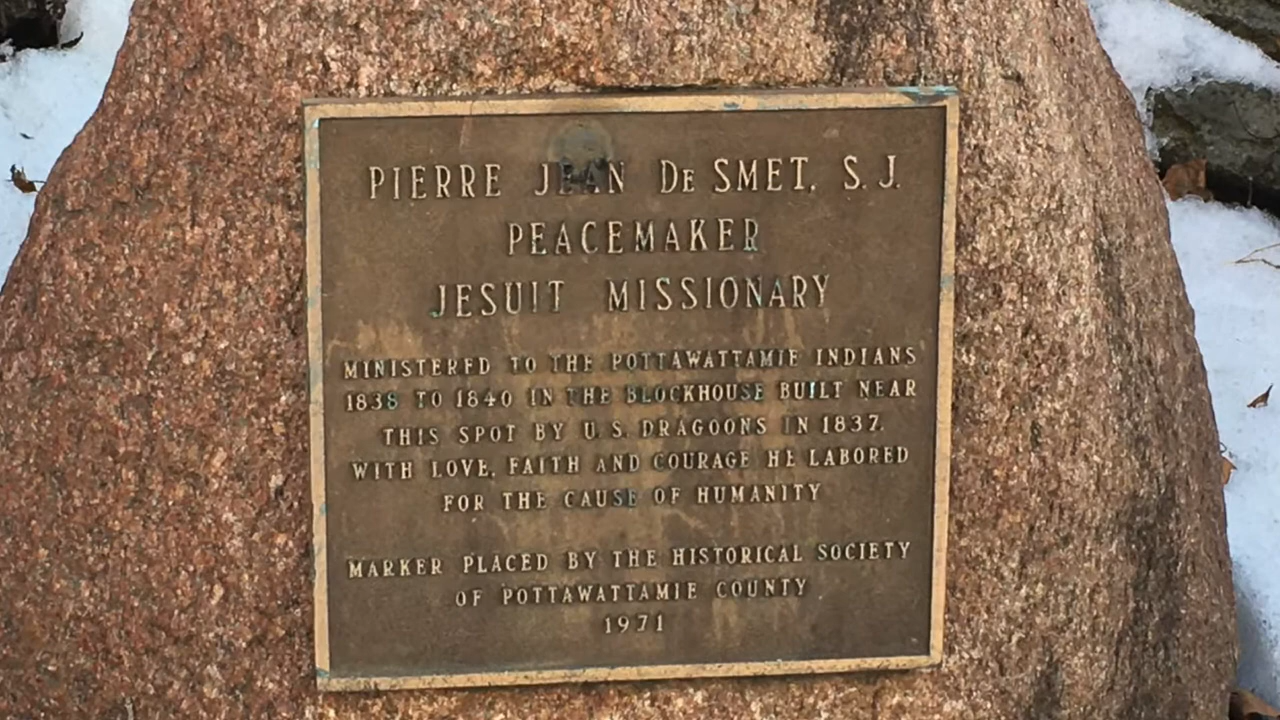 PIERRE JEAN De SMET, S.J.
PEACEMAKER
JESUIT MISSIONARY
MINISTERED TO THE POTTAWATTAMIE INDIANS
1838 TO 1840 IN THE BLOCKHOUSE BUILT NEAR
THIS SPOT BY U.S. DRAGOONS IN 1837.
WITH LOVE, FAITH AND COURAGE HE LABORED
FOR THE CAUSE OF HUMANITY
MARKER PLACED BY THE HISTORICAL SOCIETY
OF POTTAWATTAMIE COUNTY
1971